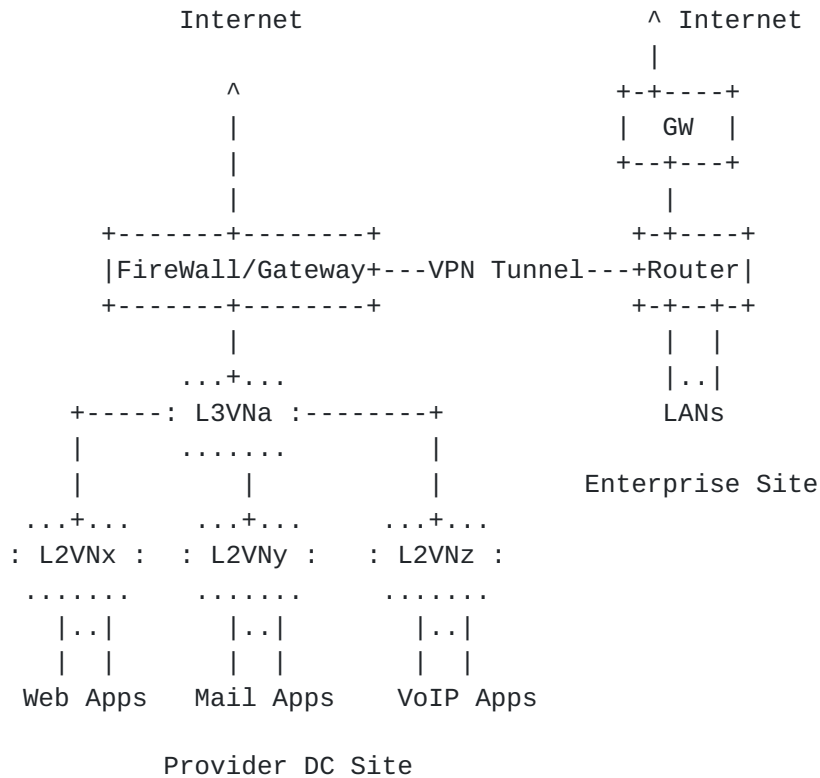 Internet ^ Internet
|
^ +-+----+
| | GW |
| +--+---+
| |
+-------+--------+ +-+----+
|FireWall/Gateway+---VPN Tunnel---+Router|
+-------+--------+ +-+--+-+
| | |
...+... |..|
+-----: L3VNa :--------+ LANs
| ....... |
| | | Enterprise Site
...+... ...+... ...+...
: L2VNx : : L2VNy : : L2VNz :
....... ....... .......
|..| |..| |..|
| | | | | |
Web Apps Mail Apps VoIP Apps
Provider DC Site